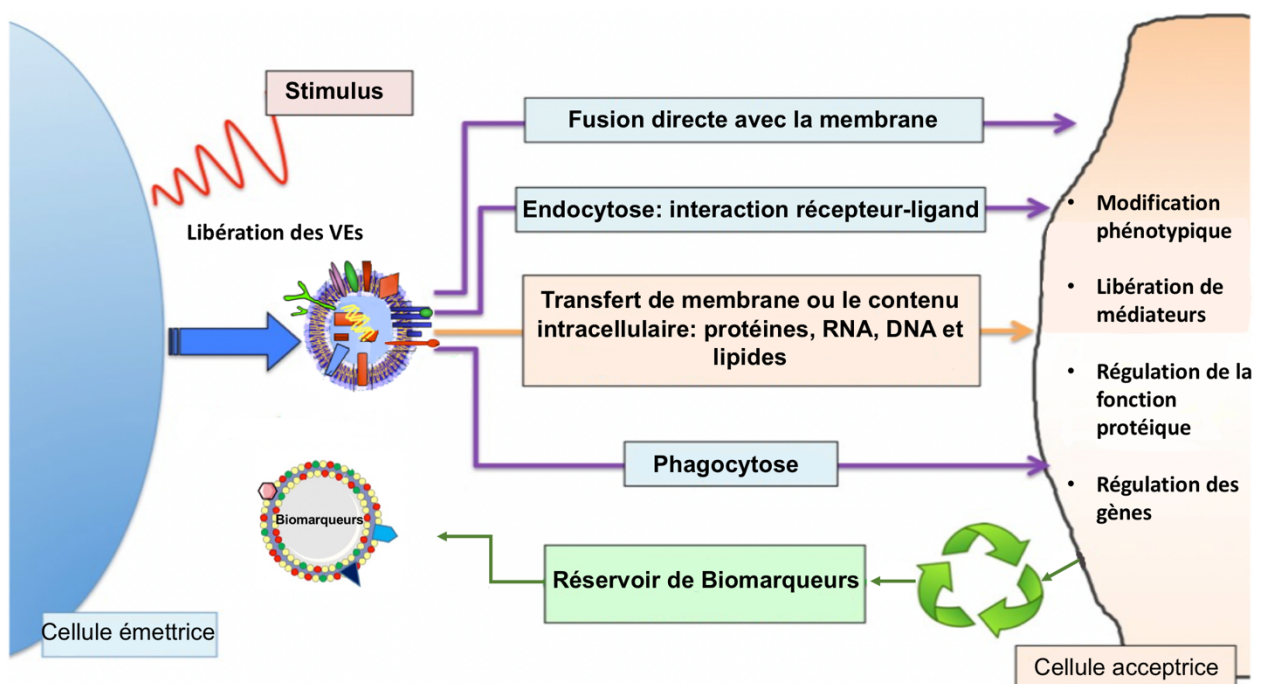 Stimulus
Fusion directe avec la membrane
Endocytose: interaction récepteur-ligand
Libération des VEs
Transfert de membrane ou le contenu
intracellulaire: protéines, RNA, DNA et
lipides
Phagocytose
• Modification
phénotypique
• Libération de
médiateurs
• Régulation de la
fonction
protéique
• Régulation des
gènes
Biomarqueurs
Réservoir de Biomarqueurs
Cellule émettrice
Cellule acceptrice